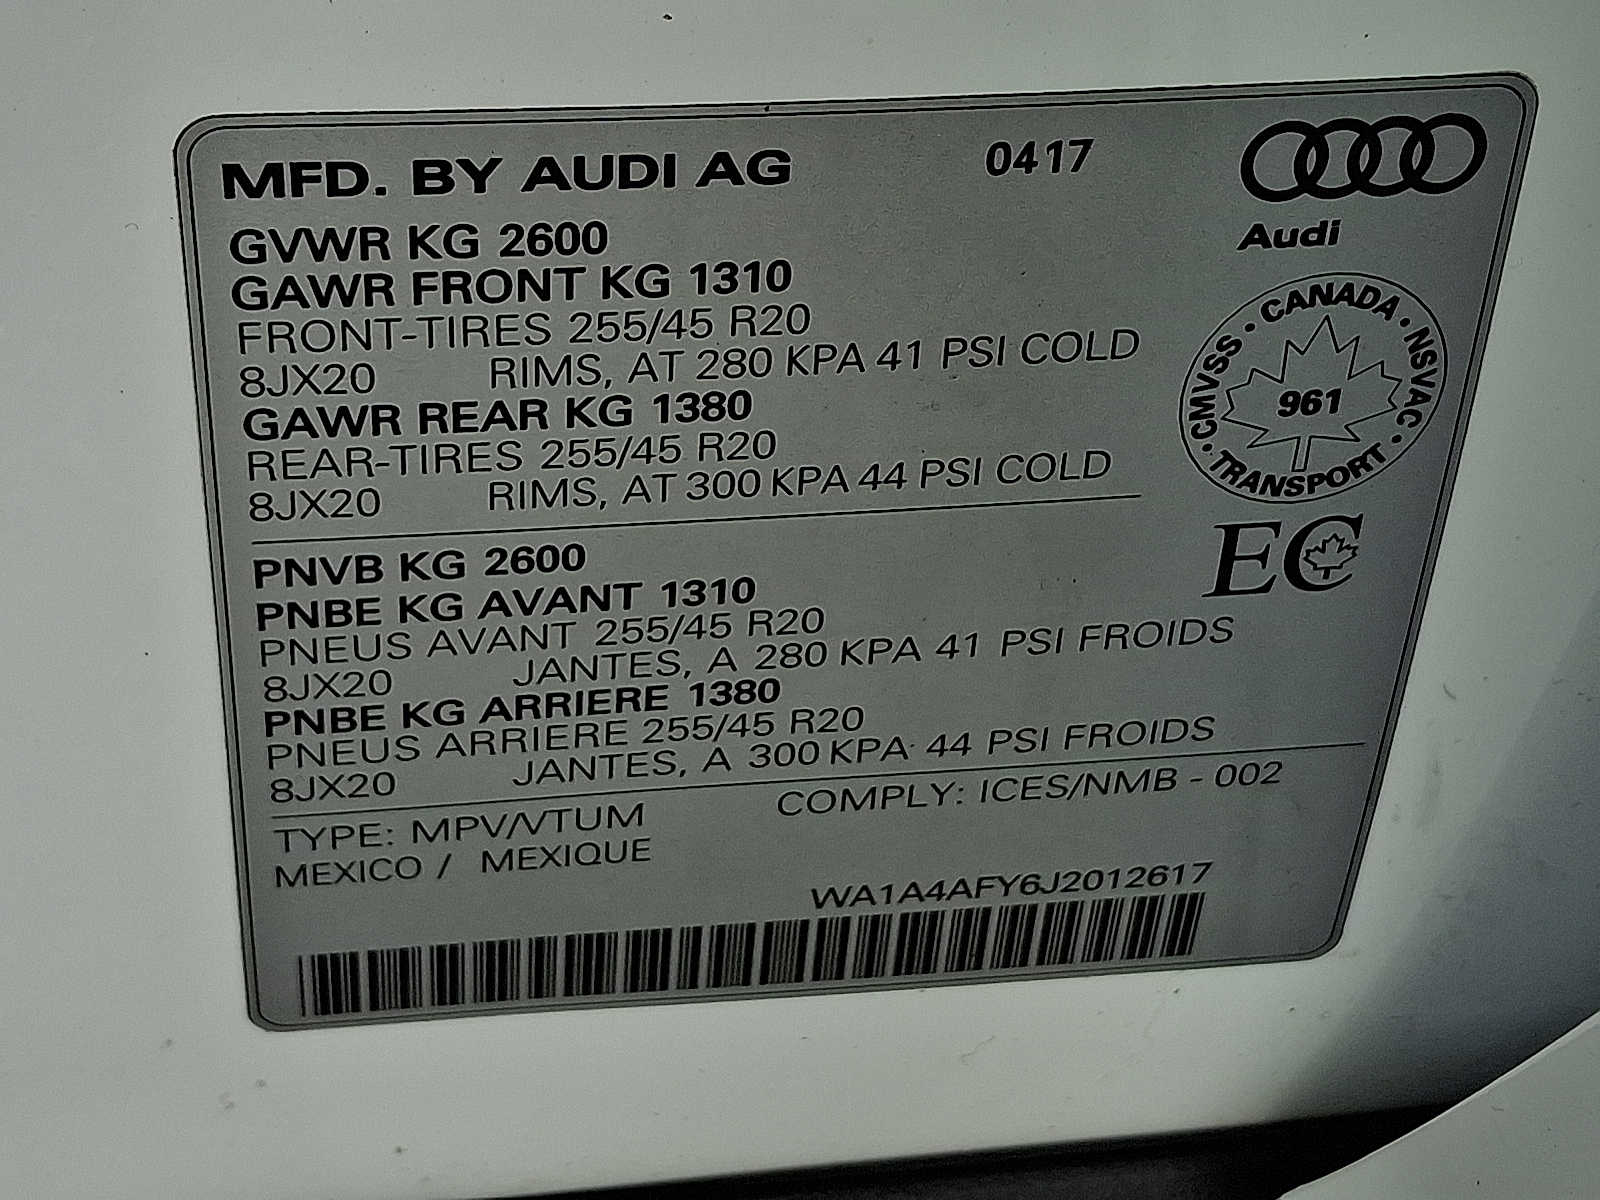 MFD. BY AUDI AG 0417
Audi
GVWR KG 2600
GAWR FRONT KG 1310
FRONT-TIRES 255/45 R20
8JX20 RIMS, AT 280 KPA 41 PSI COLD
GAWR REAR KG 1380
REAR-TIRES 255/45 R20
8JX20 RIMS, AT 300 KPA 44 PSI COLD
CMVSS • CANADA • NSVAC • TRANSPORT •
961
EC
PNVB KG 2600
PNBE KG AVANT 1310
PNEUS AVANT 255/45 R20
8JX20 JANTES, A 280 KPA 41 PSI FROIDS
PNBE KG ARRIERE 1380
PNEUS ARRIERE 255/45 R20
8JX20 JANTES, A 300 KPA 44 PSI FROIDS
TYPE: MPV/VTUM COMPLY: ICES/NMB - 002
MEXICO / MEXIQUE
WA1A4AFY6J2012617